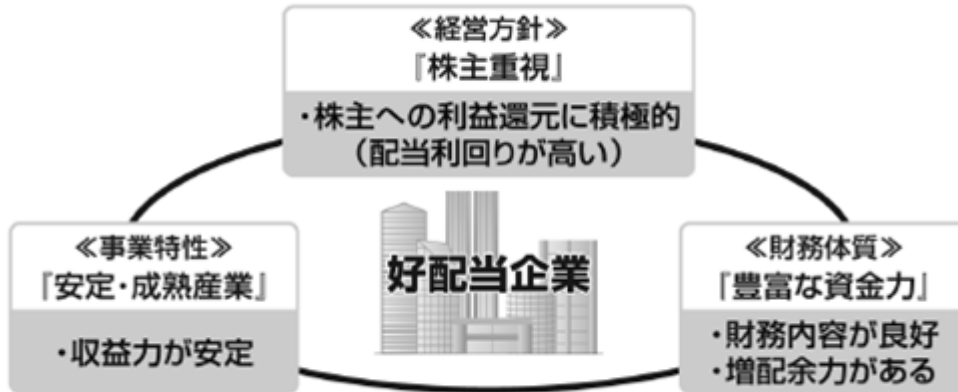 ≪経営方針≫
『株主重視』
・株主への利益還元に積極的
（配当利回りが高い）
≪事業特性≫
『安定・成熟産業』
・収益力が安定
好配当企業
≪財務体質≫
『豊富な資金力』
・財務内容が良好
・増配余力がある